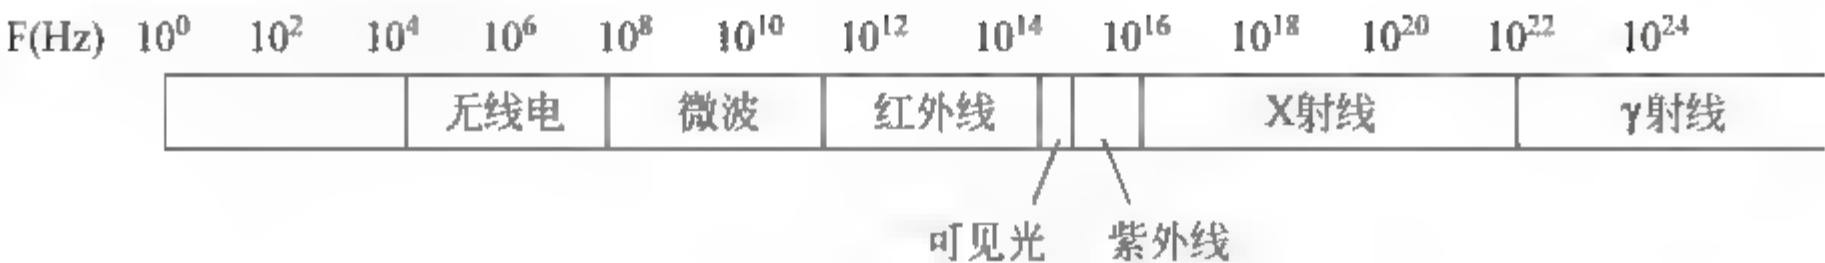 F(Hz) 10⁰ 10² 10⁴ 10⁶ 10⁸ 10¹⁰ 10¹² 10¹⁴ 10¹⁶ 10¹⁸ 10²⁰ 10²² 10²⁴
无线电 微波 红外线 X射线 γ射线
可见光 紫外线